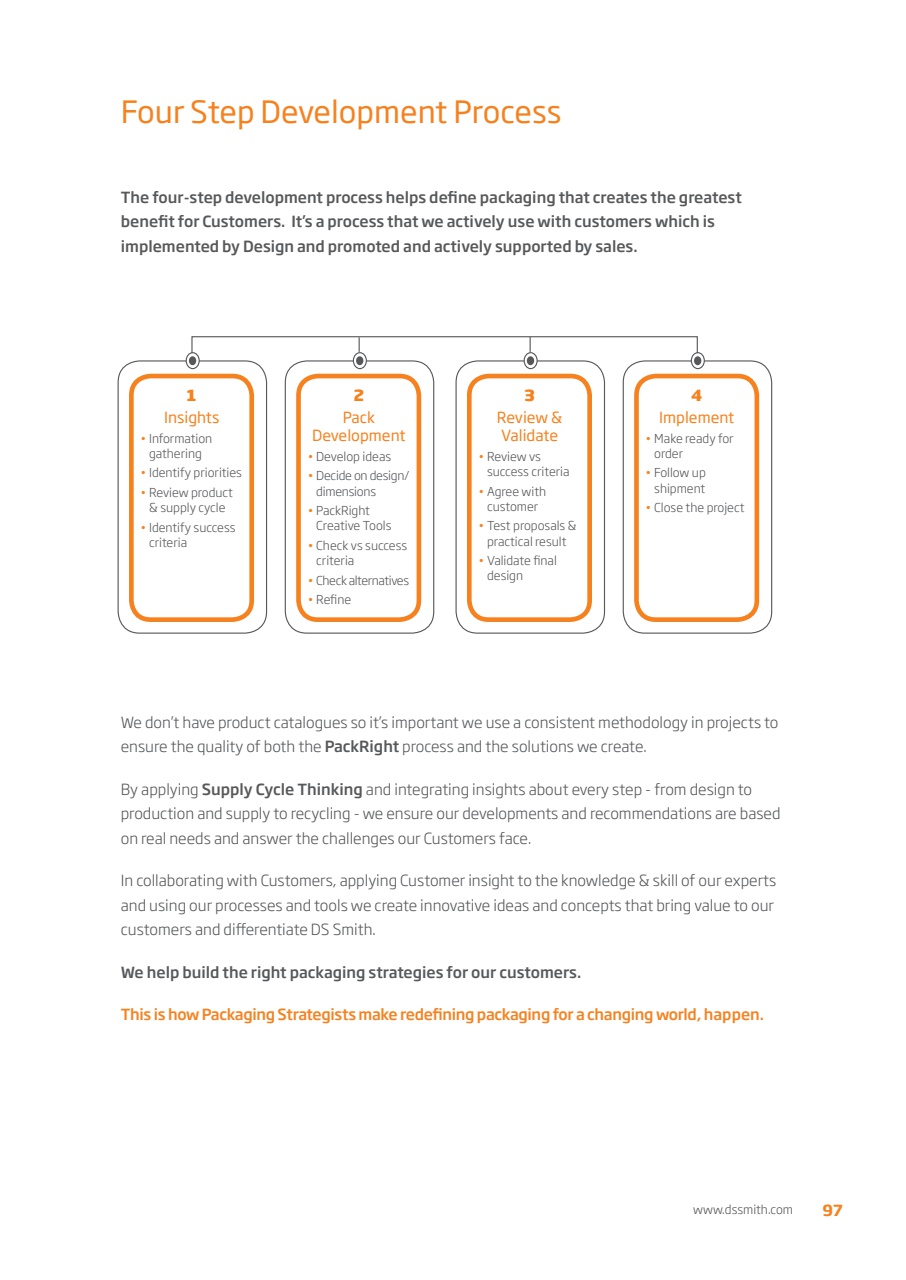 Four Step Development Process
The four-step development process helps define packaging that creates the greatest
benefit for Customers.  It's a process that we actively use with customers which is
implemented by Design and promoted and actively supported by sales.
1
Insights
• Information
gathering
• Identify priorities
• Review product
& supply cycle
• Identify success
criteria
2
Pack
Development
• Develop ideas
• Decide on design/
dimensions
• PackRight
Creative Tools
• Check vs success
criteria
• Check alternatives
• Refine
3
Review &
Validate
• Review vs
success criteria
• Agree with
customer
• Test proposals &
practical result
• Validate final
design
4
Implement
• Make ready for
order
• Follow up
shipment
• Close the project
We don't have product catalogues so it's important we use a consistent methodology in projects to
ensure the quality of both the PackRight process and the solutions we create.
By applying Supply Cycle Thinking and integrating insights about every step - from design to
production and supply to recycling - we ensure our developments and recommendations are based
on real needs and answer the challenges our Customers face.
In collaborating with Customers, applying Customer insight to the knowledge & skill of our experts
and using our processes and tools we create innovative ideas and concepts that bring value to our
customers and differentiate DS Smith.
We help build the right packaging strategies for our customers.
This is how Packaging Strategists make redefining packaging for a changing world, happen.
www.dssmith.com 97